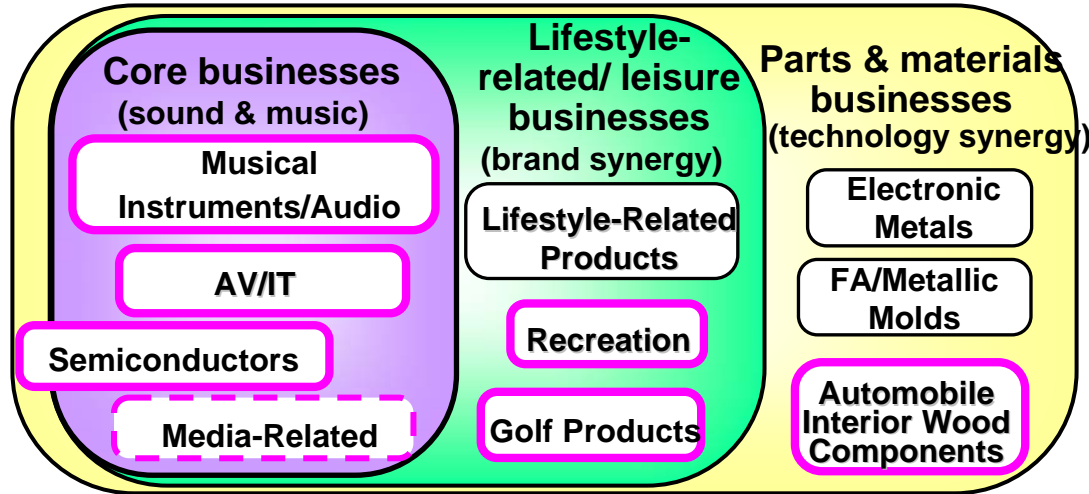 Core businesses
(sound & music)
Musical
Instruments/Audio
AV/IT
Semiconductors
Media-Related
Lifestyle-
related/ leisure
businesses
(brand synergy)
Lifestyle-Related
Products
Recreation
Golf Products
Parts & materials
businesses
(technology synergy)
Electronic
Metals
FA/Metallic
Molds
Automobile
Interior Wood
Components